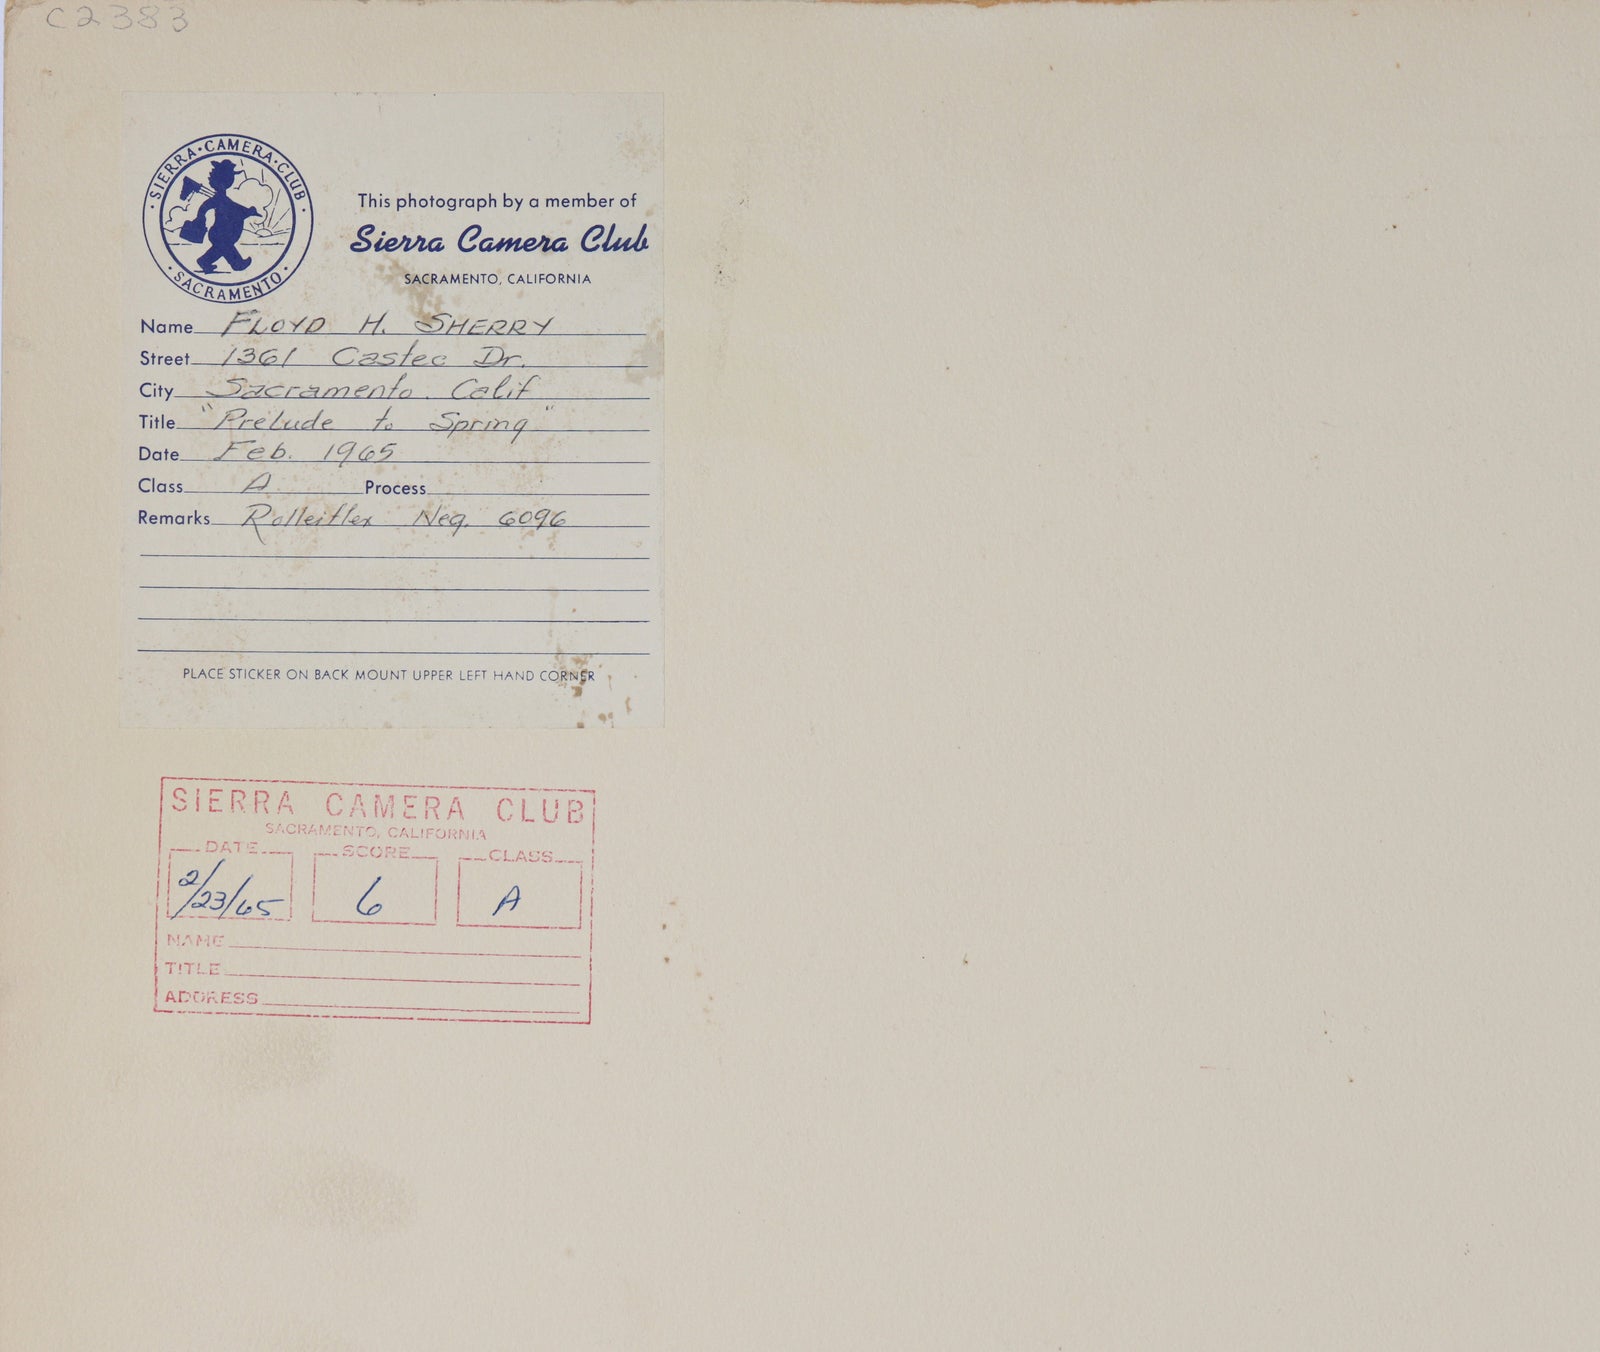 C2383
SIERRA · CAMERA · CLUB
· SACRAMENTO ·
This photograph by a member of
Sierra Camera Club
SACRAMENTO, CALIFORNIA
Name FLOYD H. SHERRY
Street 1361 Castec Dr.
City Sacramento. Calif
Title "Prelude to Spring"
Date Feb. 1965
Class A Process
Remarks Rolleiflex Neg. 6096
PLACE STICKER ON BACK MOUNT UPPER LEFT HAND CORNER
SIERRA CAMERA CLUB
SACRAMENTO, CALIFORNIA
DATE SCORE CLASS
2/23/65 6 A
NAME
TITLE
ADDRESS